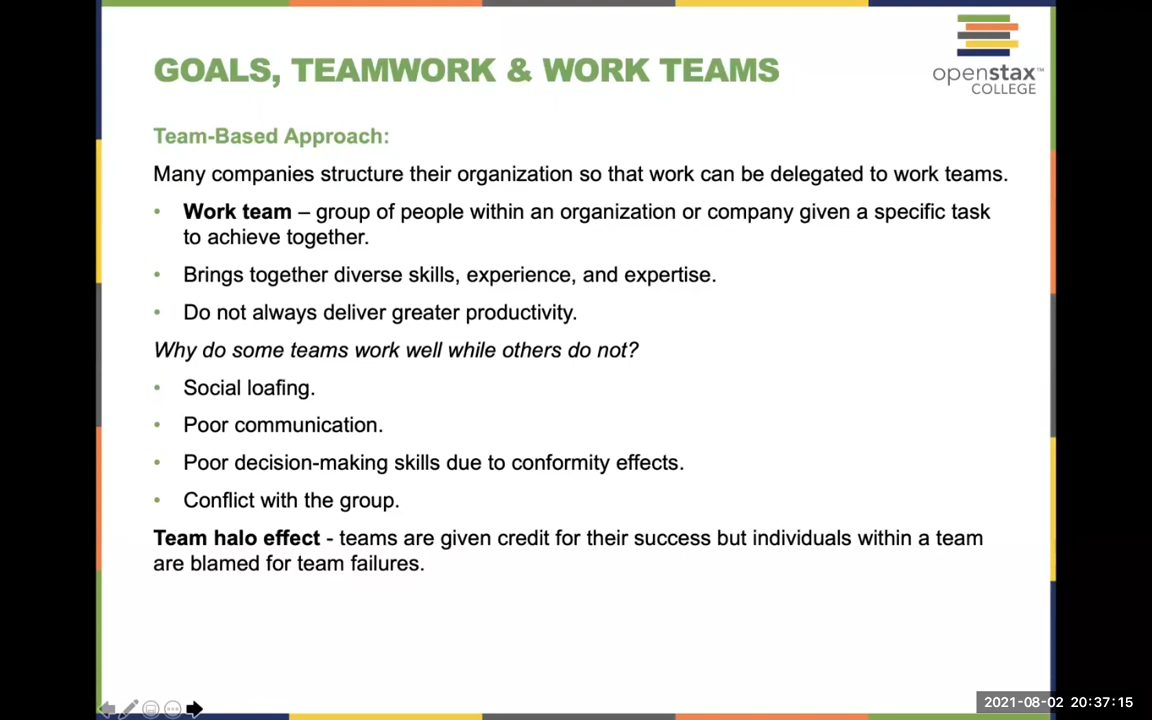 GOALS, TEAMWORK & WORK TEAMS
openstax™
COLLEGE
Team-Based Approach:
Many companies structure their organization so that work can be delegated to work teams.
• Work team – group of people within an organization or company given a specific task
to achieve together.
• Brings together diverse skills, experience, and expertise.
• Do not always deliver greater productivity.
Why do some teams work well while others do not?
• Social loafing.
• Poor communication.
• Poor decision-making skills due to conformity effects.
• Conflict with the group.
Team halo effect - teams are given credit for their success but individuals within a team
are blamed for team failures.
2021-08-02 20:37:15